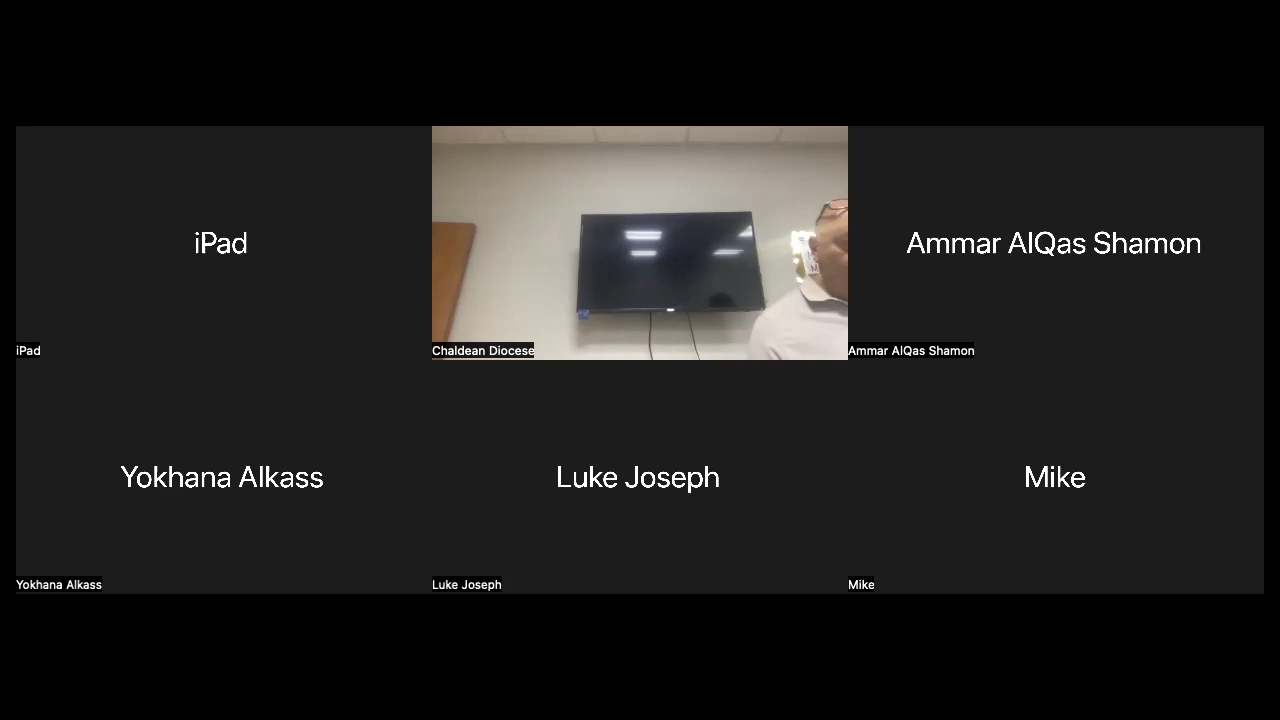 iPad
Ammar AlQas Shamon
iPad
Chaldean Diocese
Ammar AlQas Shamon
Yokhana Alkass
Luke Joseph
Mike
Yokhana Alkass
Luke Joseph
Mike